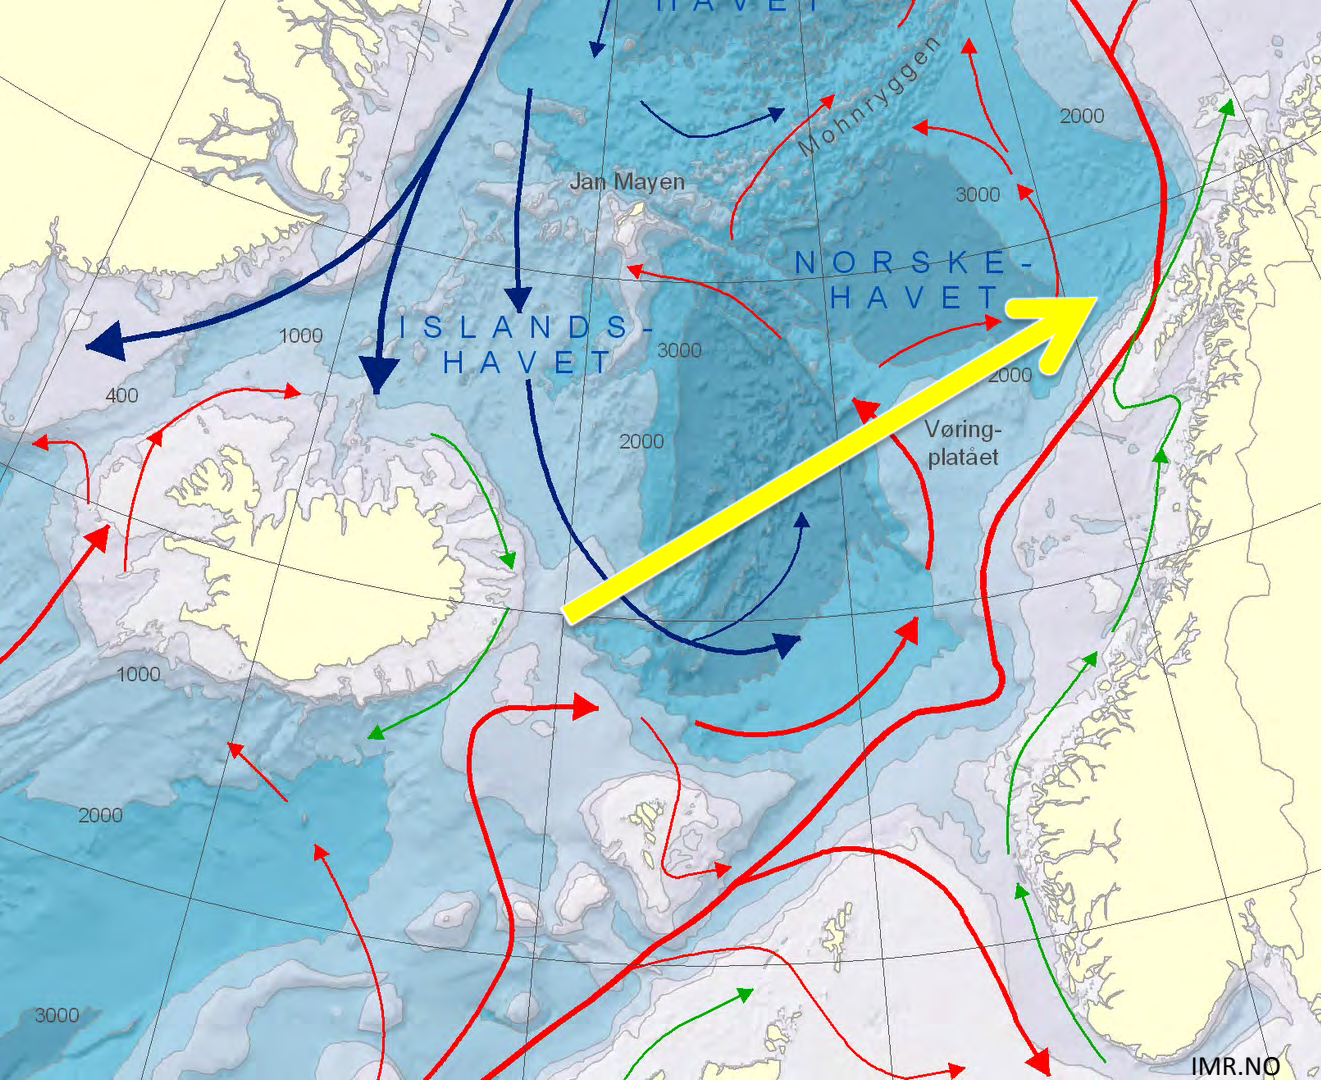 HAVET
Mohnryggen
2000
Jan Mayen
3000
NORSKE-
HAVET
ISLANDS-
HAVET
1000
3000
2000
400
Vøring-
platået
2000
1000
2000
3000
IMR.NO